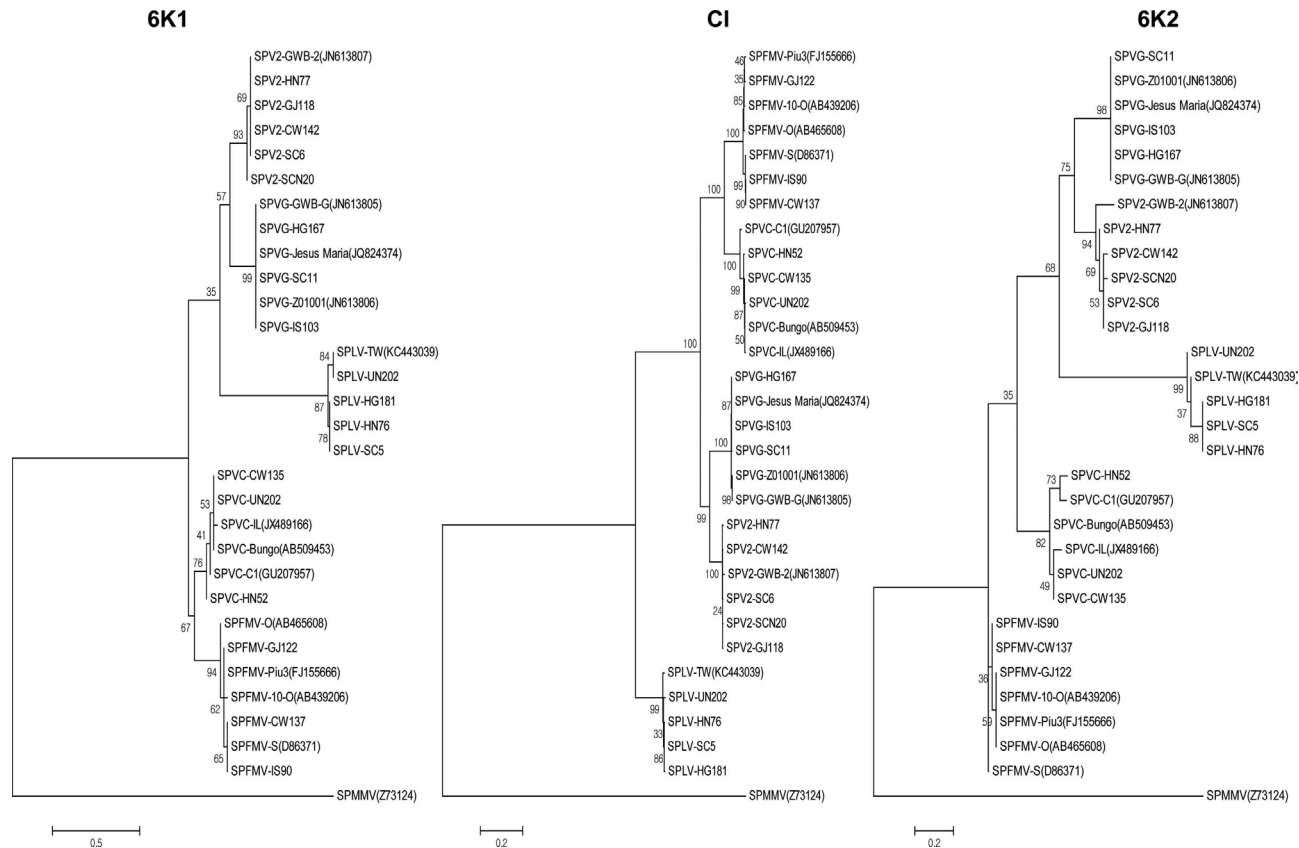 6K1
SPV2-GWB-2(JN613807)
SPV2-HN77
69
SPV2-GJ118
SPV2-CW142
93
SPV2-SC6
SPV2-SCN20
57
SPVG-GWB-G(JN613805)
SPVG-HG167
SPVG-Jesus Maria(JQ824374)
99
SPVG-SC11
35
SPVG-Z01001(JN613806)
SPVG-IS103
84
SPLV-TW(KC443039)
SPLV-UN202
87
SPLV-HG181
SPLV-HN76
78
SPLV-SC5
SPVC-CW135
53
SPVC-UN202
SPVC-IL(JX489166)
41
SPVC-Bungo(AB509453)
76
SPVC-C1(GU207957)
SPVC-HN52
67
SPFMV-O(AB465608)
SPFMV-GJ122
94
SPFMV-Piu3(FJ155666)
SPFMV-10-O(AB439206)
62
SPFMV-CW137
SPFMV-S(D86371)
65
SPFMV-IS90
SPMMV(Z73124)
0.5
CI
46
SPFMV-Piu3(FJ155666)
35
SPFMV-GJ122
85
SPFMV-10-O(AB439206)
SPFMV-O(AB465608)
100
SPFMV-S(D86371)
99
SPFMV-IS90
90
SPFMV-CW137
100
SPVC-C1(GU207957)
SPVC-HN52
100
SPVC-CW135
99
SPVC-UN202
87
SPVC-Bungo(AB509453)
50
SPVC-IL(JX489166)
100
SPVG-HG167
SPVG-Jesus Maria(JQ824374)
87
SPVG-IS103
100
SPVG-SC11
SPVG-Z01001(JN613806)
98
SPVG-GWB-G(JN613805)
99
SPV2-HN77
SPV2-CW142
100
SPV2-GWB-2(JN613807)
SPV2-SC6
24
SPV2-SCN20
SPV2-GJ118
SPLV-TW(KC443039)
SPLV-UN202
99
SPLV-HN76
33
SPLV-SC5
86
SPLV-HG181
SPMMV(Z73124)
0.2
6K2
SPVG-SC11
SPVG-Z01001(JN613806)
98
SPVG-Jesus Maria(JQ824374)
SPVG-IS103
SPVG-HG167
75
SPVG-GWB-G(JN613805)
SPV2-GWB-2(JN613807)
SPV2-HN77
94
SPV2-CW142
69
SPV2-SCN20
68
53
SPV2-SC6
SPV2-GJ118
SPLV-UN202
SPLV-TW(KC443039)
99
SPLV-HG181
37
SPLV-SC5
88
SPLV-HN76
35
73
SPVC-HN52
SPVC-C1(GU207957)
SPVC-Bungo(AB509453)
82
SPVC-IL(JX489166)
SPVC-UN202
49
SPVC-CW135
SPFMV-IS90
SPFMV-CW137
36
SPFMV-GJ122
SPFMV-10-O(AB439206)
59
SPFMV-Piu3(FJ155666)
SPFMV-O(AB465608)
SPFMV-S(D86371)
SPMMV(Z73124)
0.2